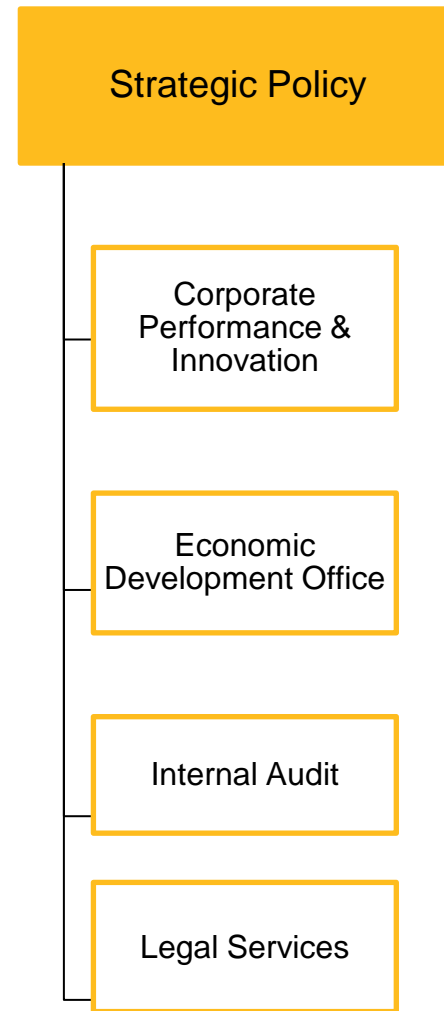 Strategic Policy
Corporate
Performance &
Innovation
Economic
Development Office
Internal Audit
Legal Services